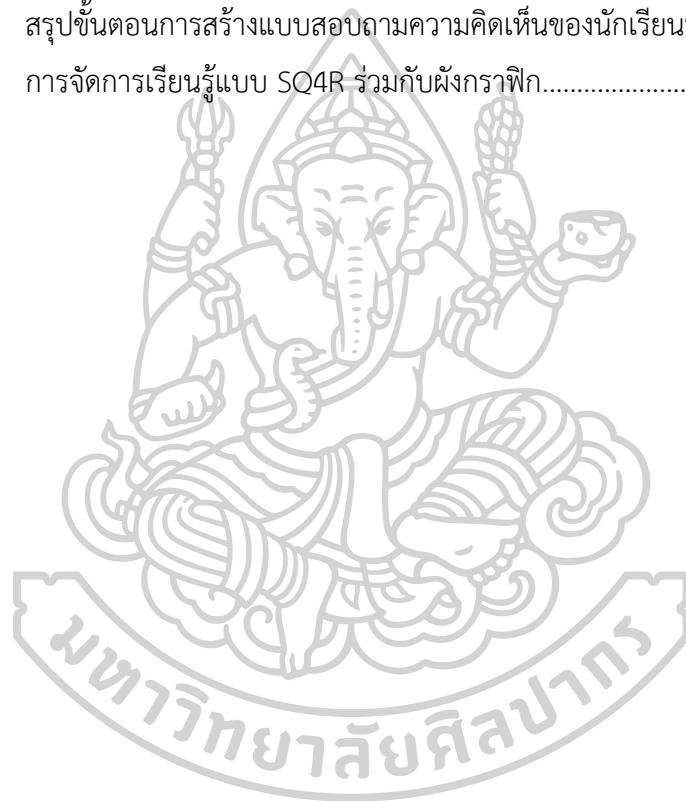 สรุปขั้นตอนการสร้างแบบสอบถามความคิดเห็นของนักเรียน
การจัดการเรียนรู้แบบ SQ4R ร่วมกับผังกราฟิก.....................
มหาวิทยาลัยศิลปากร